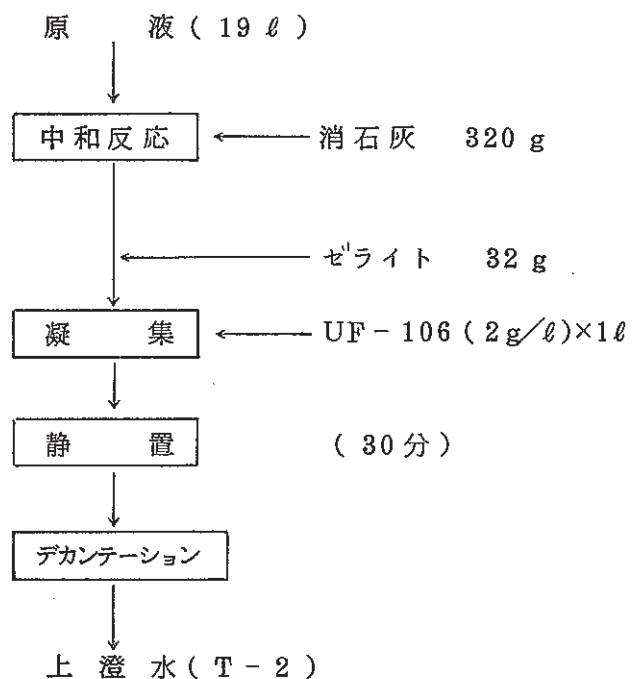 原 液 ( 19 ℓ )
中和反応 消石灰 320 g
ゼライト 32 g
凝 集 UF-106 ( 2g/ℓ )×1ℓ
静 置 ( 30分 )
デカンテーション
上 澄 水 ( T-2 )